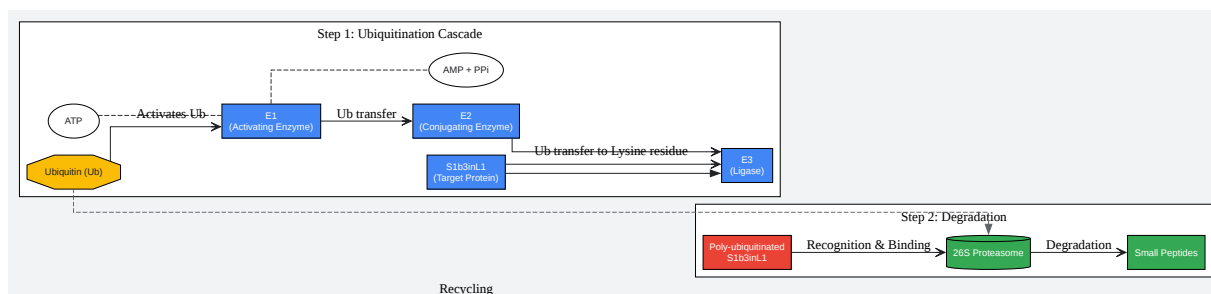 Step 1: Ubiquitination Cascade
AMP + PPi
ATP
Activates Ub
E1
(Activating Enzyme)
Ub transfer
E2
(Conjugating Enzyme)
Ub transfer to Lysine residue
E3
(Ligase)
Ubiquitin (Ub)
S1b3inL1
(Target Protein)
Step 2: Degradation
Poly-ubiquitinated
S1b3inL1
Recognition & Binding
26S Proteasome
Degradation
Small Peptides
Recycling